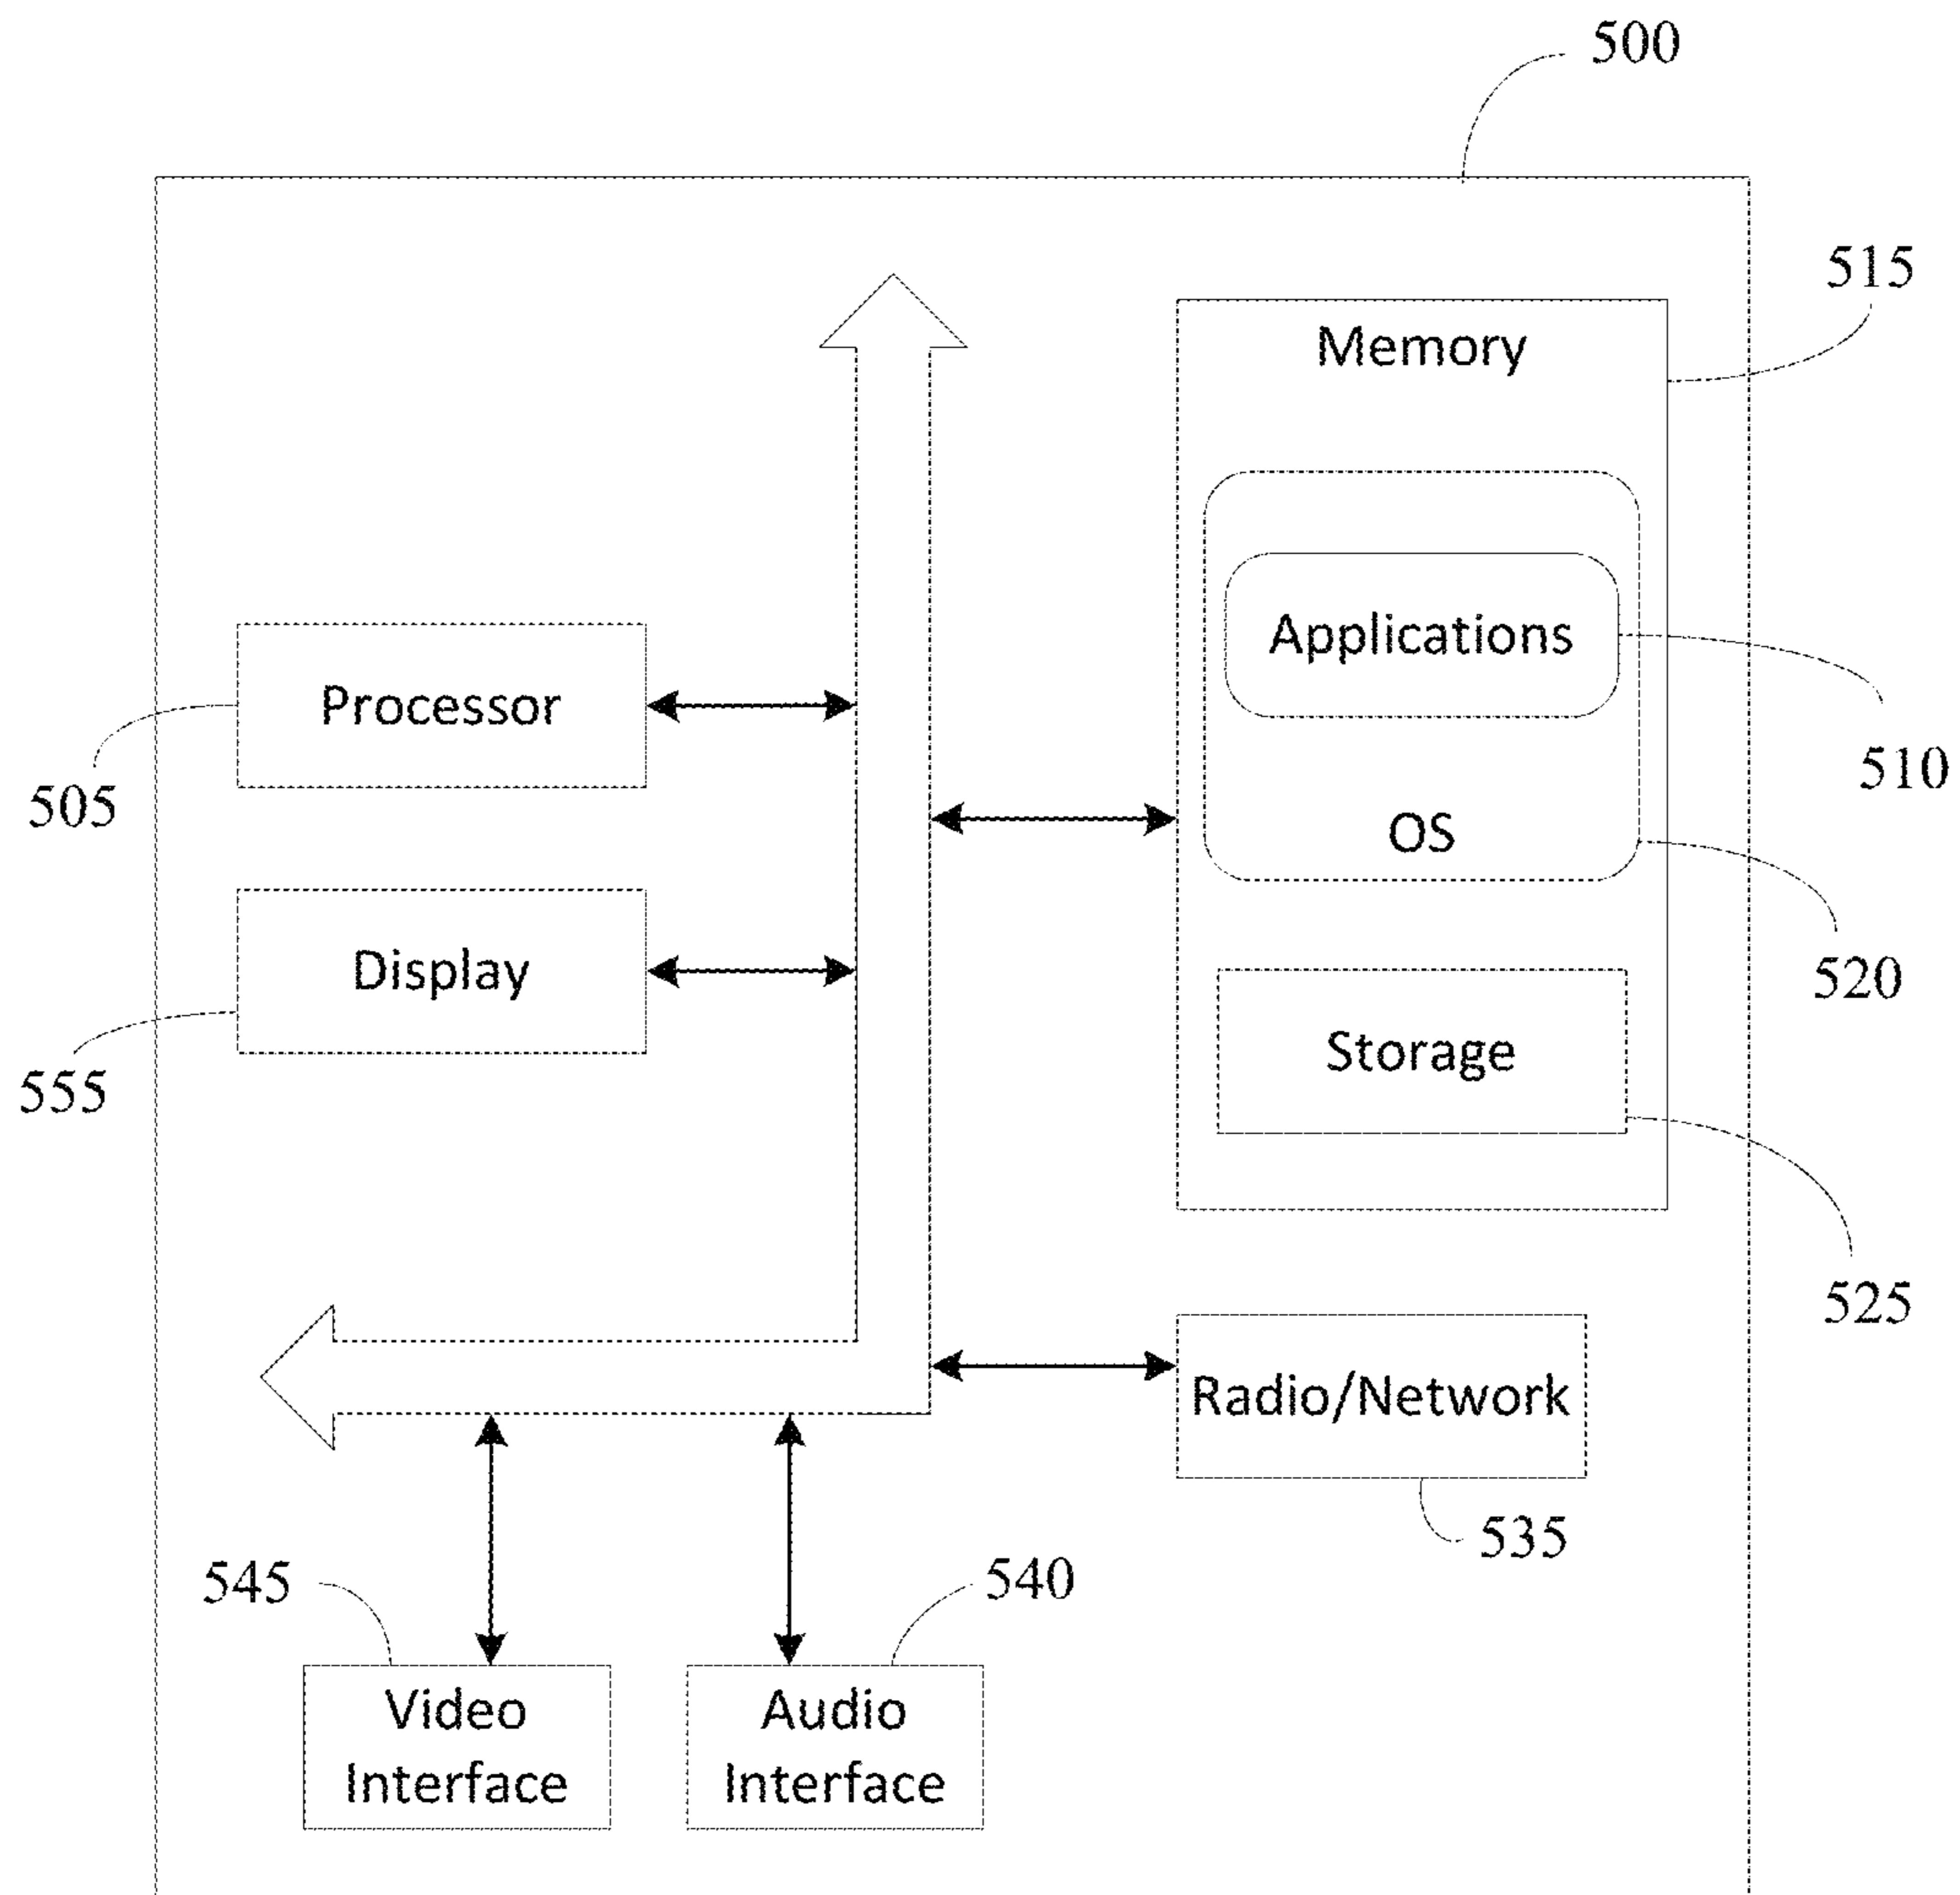 500
515
Memory
Applications
Processor
510
505
OS
Display
520
Storage
555
525
Radio/Network
535
545
540
Video
Interface
Audio
Interface